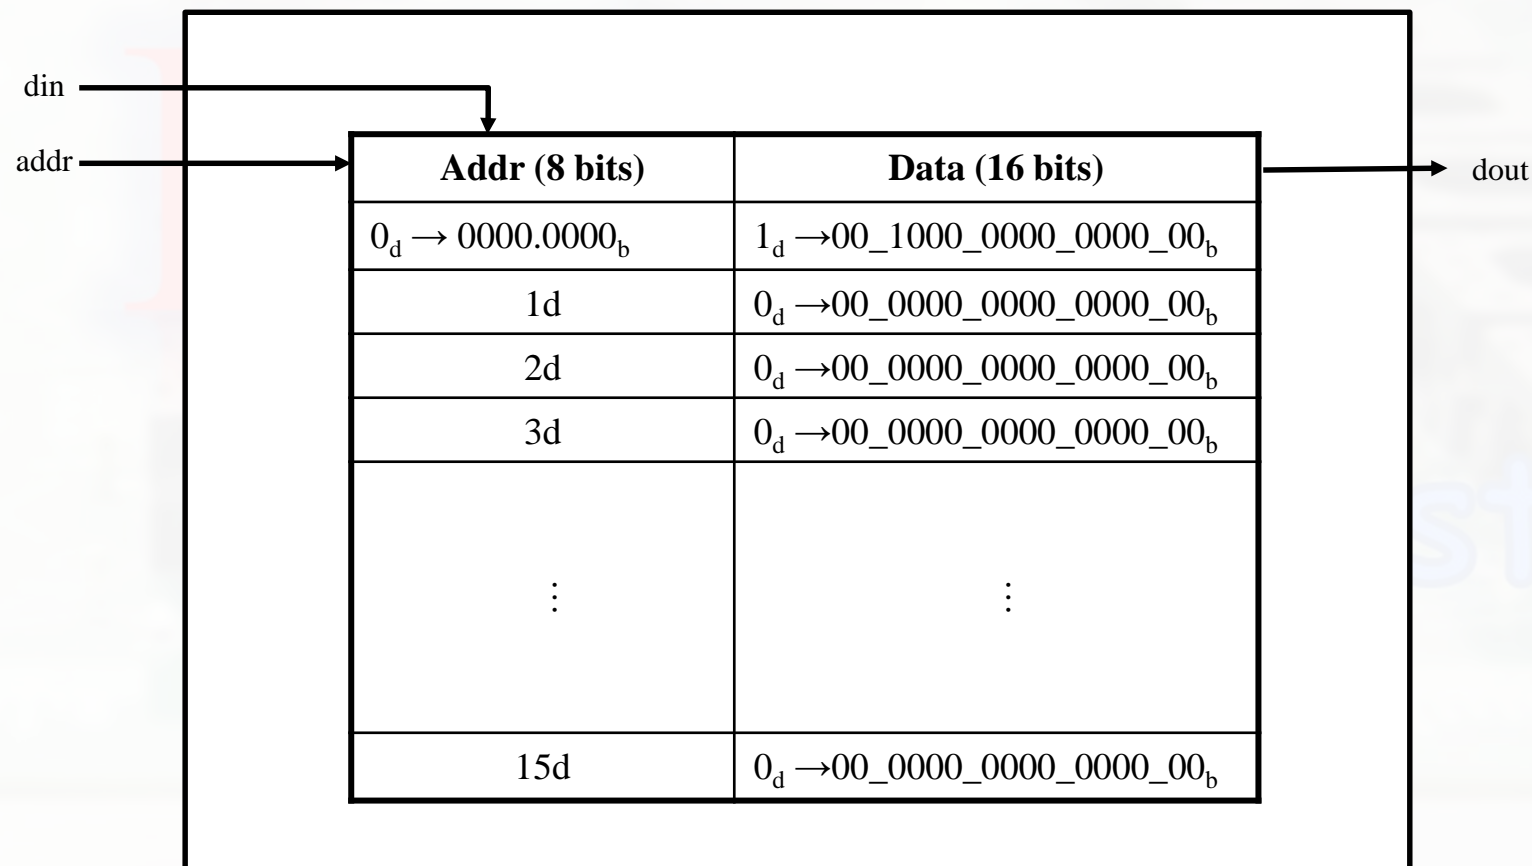 din
addr
dout
Addr (8 bits) Data (16 bits)
0d → 0000.0000b 1d →00_1000_0000_0000_00b
1d 0d →00_0000_0000_0000_00b
2d 0d →00_0000_0000_0000_00b
3d 0d →00_0000_0000_0000_00b
⋮ ⋮
15d 0d →00_0000_0000_0000_00b
st